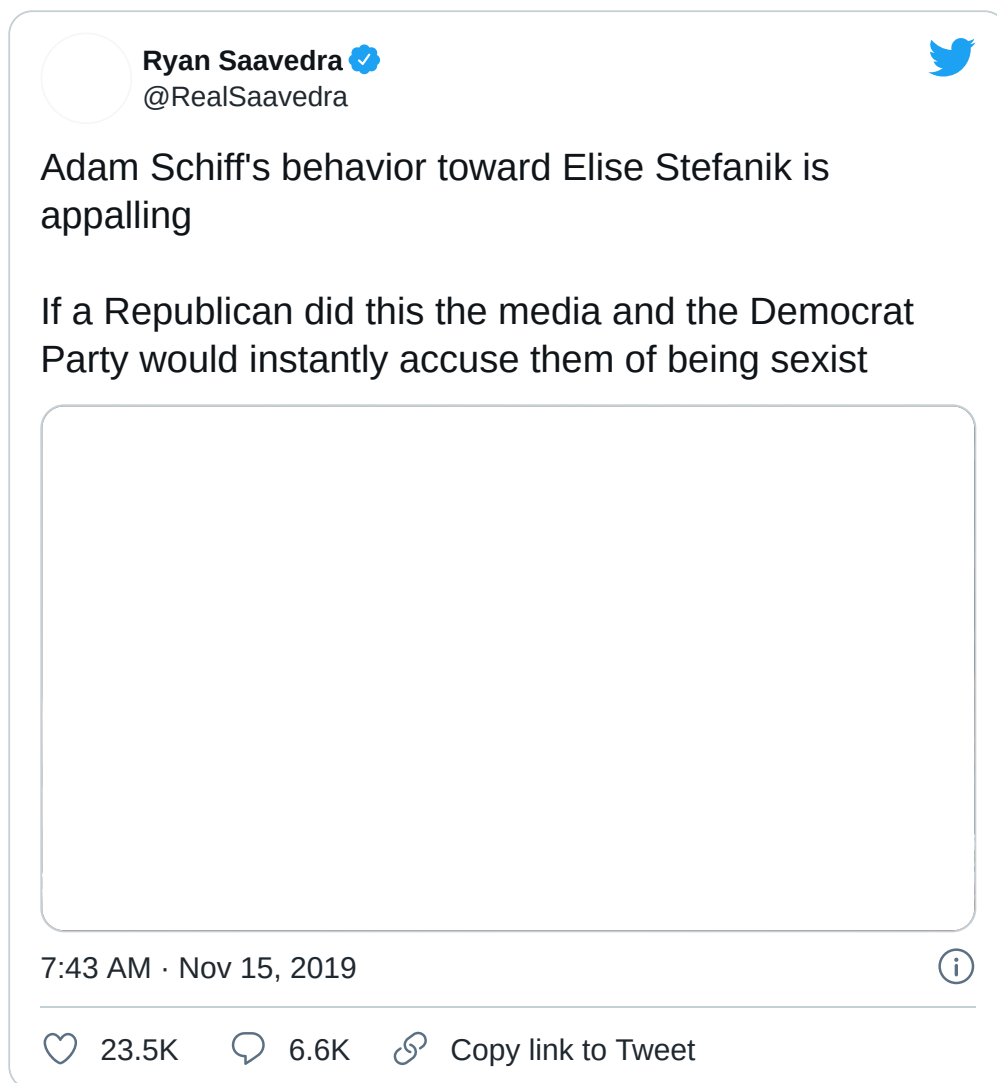 Ryan Saavedra
@RealSaavedra
Adam Schiff's behavior toward Elise Stefanik is
appalling
If a Republican did this the media and the Democrat
Party would instantly accuse them of being sexist
7:43 AM · Nov 15, 2019
23.5K 6.6K Copy link to Tweet